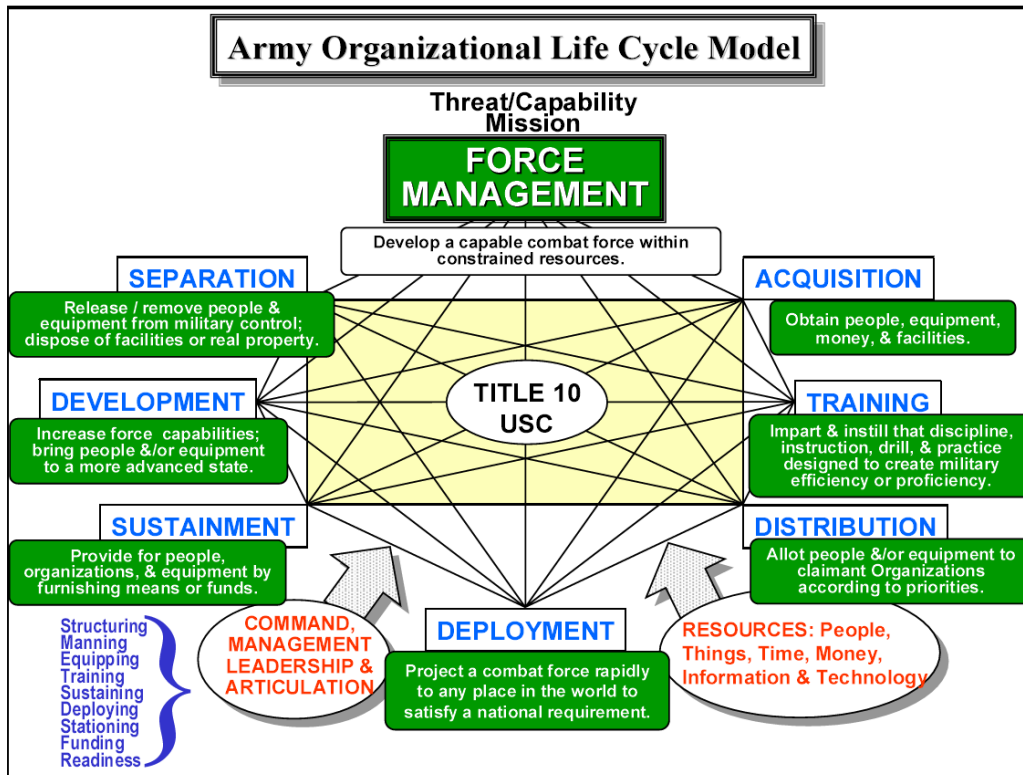 Army Organizational Life Cycle Model
Threat/Capability
Mission
FORCE
MANAGEMENT
Develop a capable combat force within
constrained resources.
SEPARATION
Release / remove people &
equipment from military control;
dispose of facilities or real property.
ACQUISITION
Obtain people, equipment,
money, & facilities.
TITLE 10
USC
DEVELOPMENT
Increase force capabilities;
bring people &/or equipment
to a more advanced state.
TRAINING
Impart & instill that discipline,
instruction, drill, & practice
designed to create military
efficiency or proficiency.
SUSTAINMENT
Provide for people,
organizations, & equipment by
furnishing means or funds.
DISTRIBUTION
Allot people &/or equipment to
claimant Organizations
according to priorities.
Structuring
Manning
Equipping
Training
Sustaining
Deploying
Stationing
Funding
Readiness
COMMAND,
MANAGEMENT
LEADERSHIP &
ARTICULATION
DEPLOYMENT
Project a combat force rapidly
to any place in the world to
satisfy a national requirement.
RESOURCES: People,
Things, Time, Money,
Information & Technology